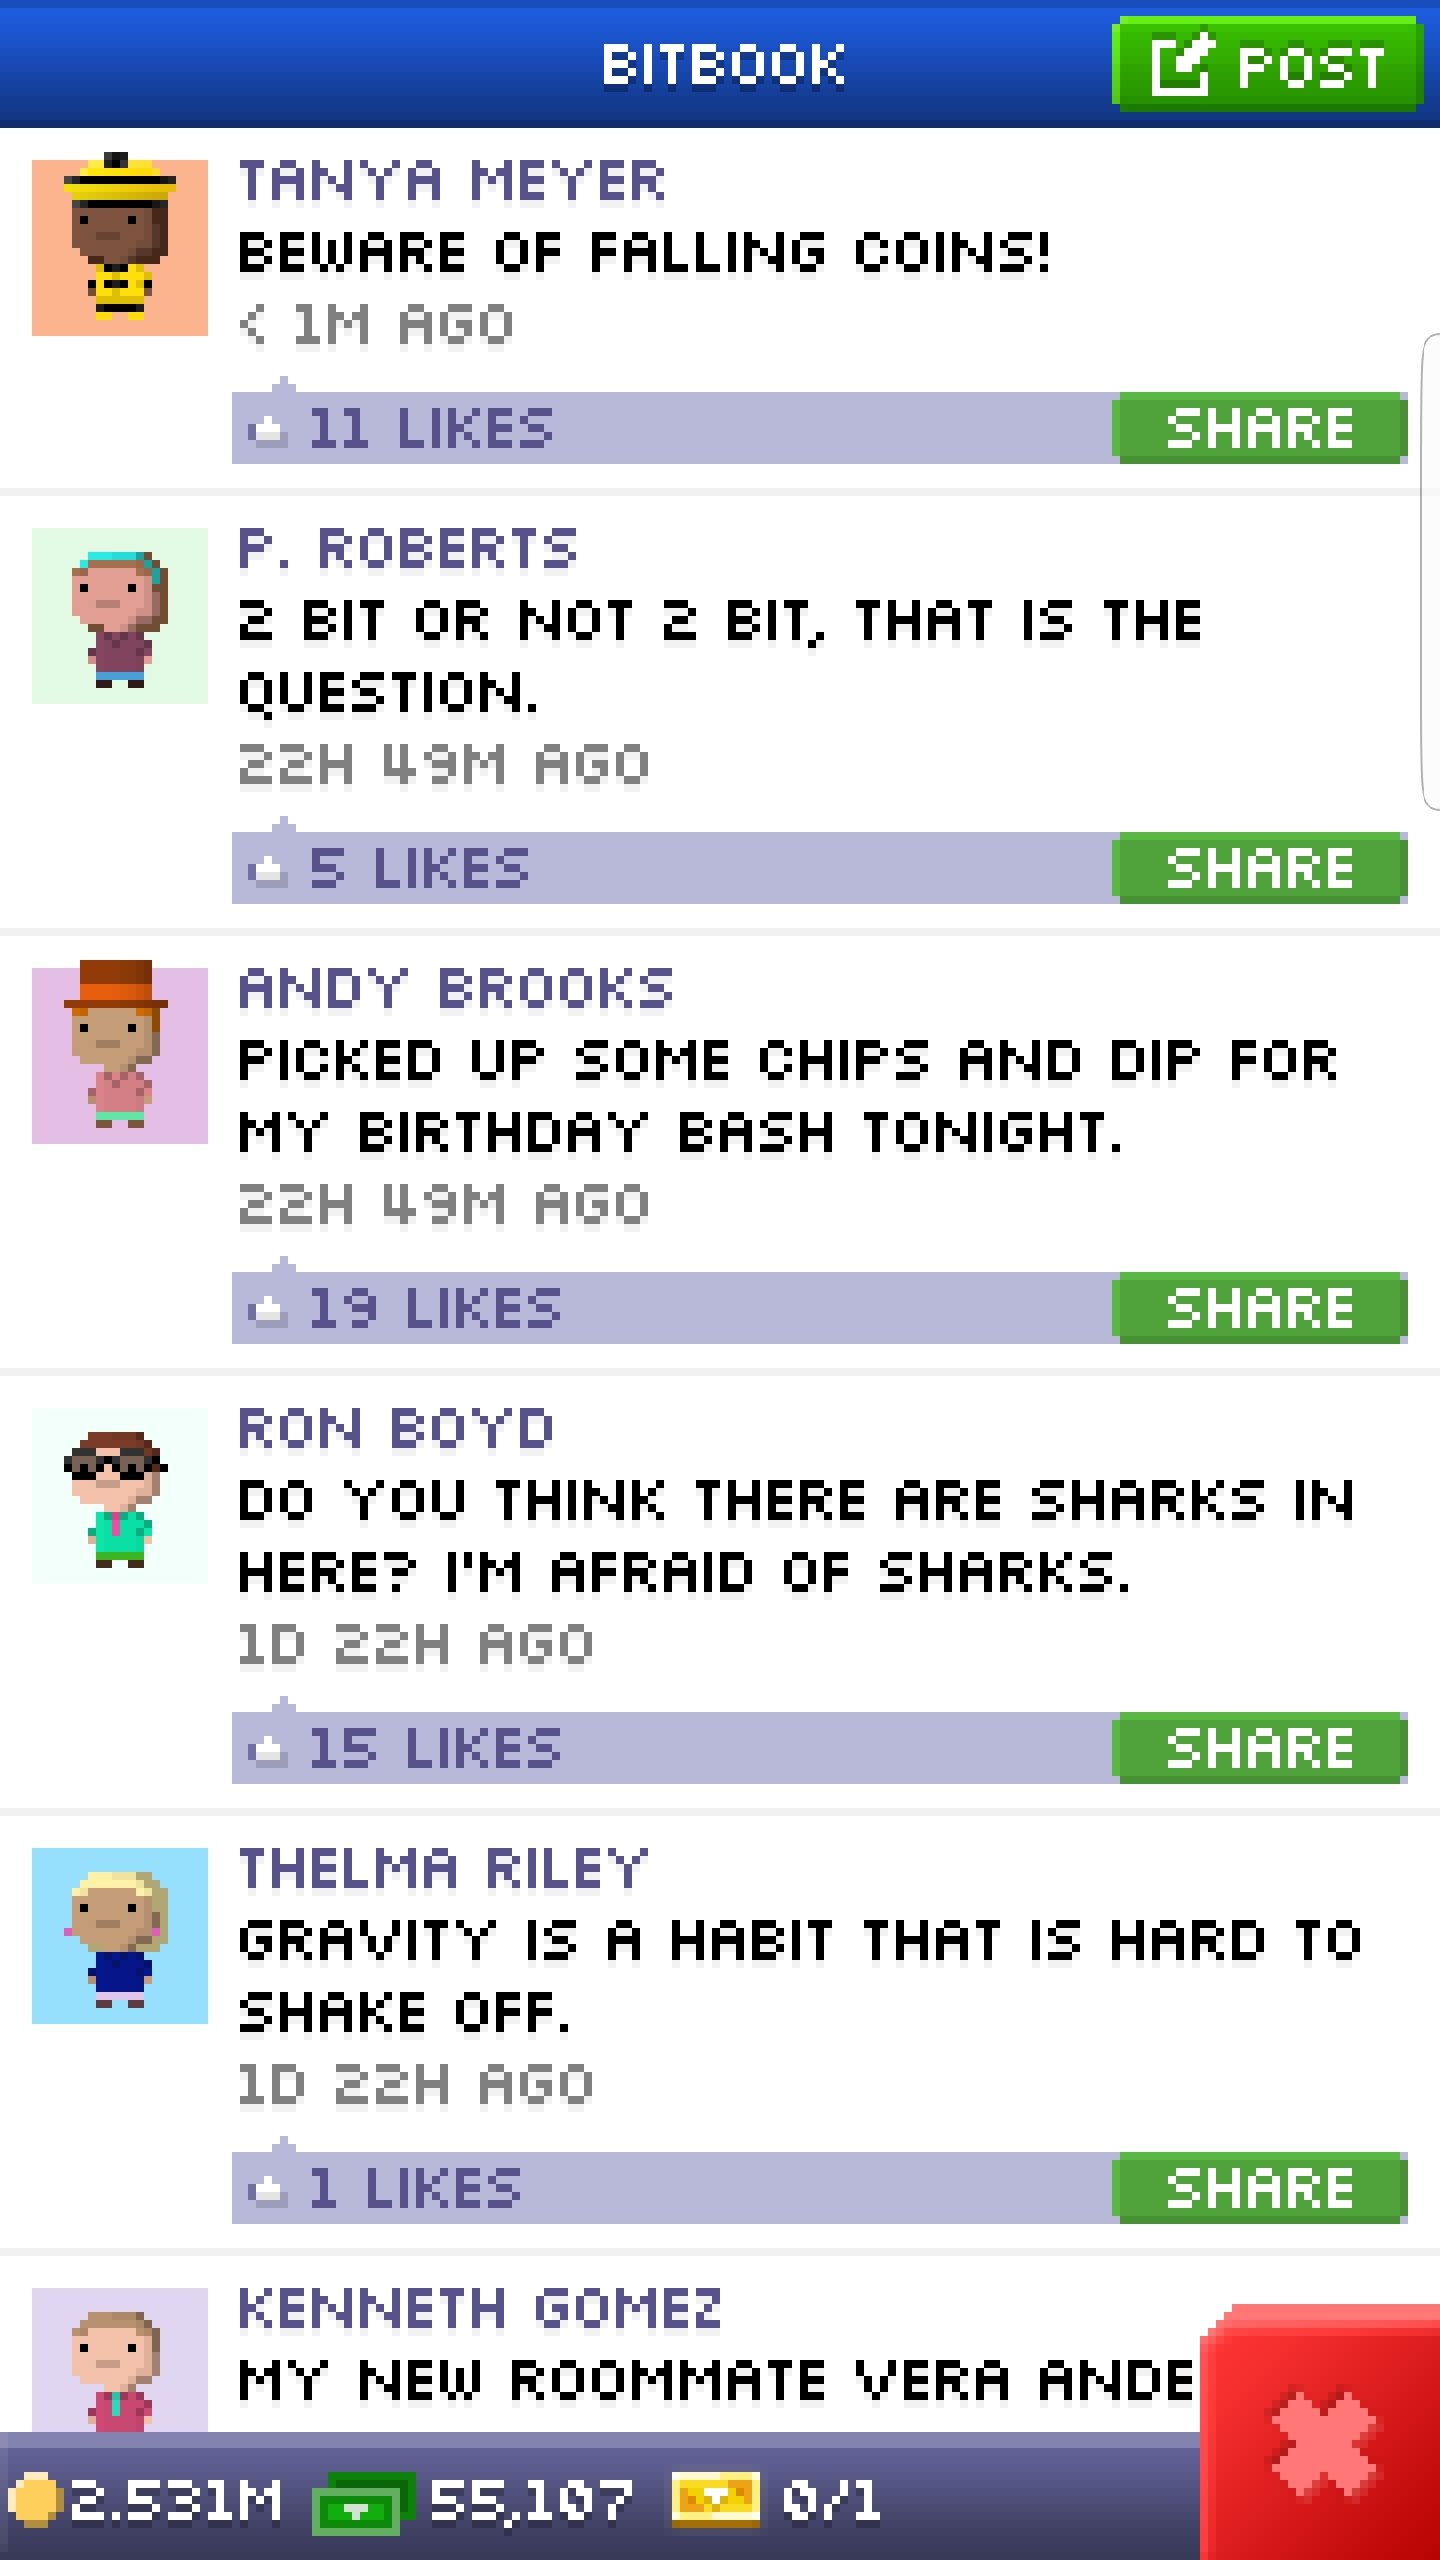 BITBOOK
POST
TANYA MEYER
BEWARE OF FALLING COINS!
< 1M AGO
11 LIKES
SHARE
P. ROBERTS
2 BIT OR NOT 2 BIT, THAT IS THE
QUESTION.
22H 49M AGO
5 LIKES
SHARE
ANDY BROOKS
PICKED UP SOME CHIPS AND DIP FOR
MY BIRTHDAY BASH TONIGHT.
22H 49M AGO
19 LIKES
SHARE
RON BOYD
DO YOU THINK THERE ARE SHARKS IN
HERE? I'M AFRAID OF SHARKS.
1D 22H AGO
15 LIKES
SHARE
THELMA RILEY
GRAVITY IS A HABIT THAT IS HARD TO
SHAKE OFF.
1D 22H AGO
1 LIKES
SHARE
KENNETH GOMEZ
MY NEW ROOMMATE VERA ANDE
2.531M
55,107
0/1